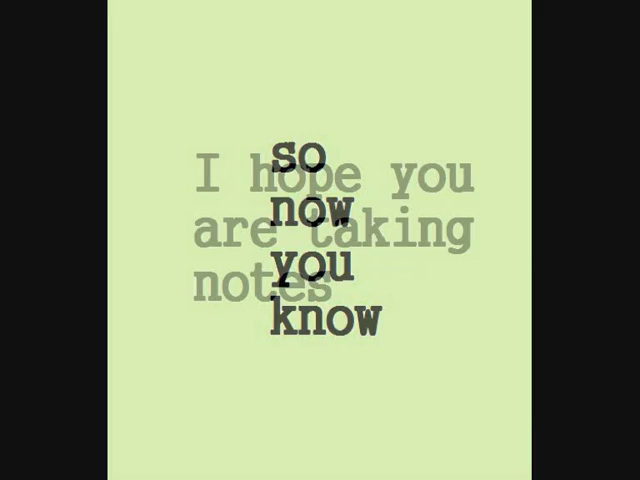 so
now
you
know
I hope you
are taking
notes